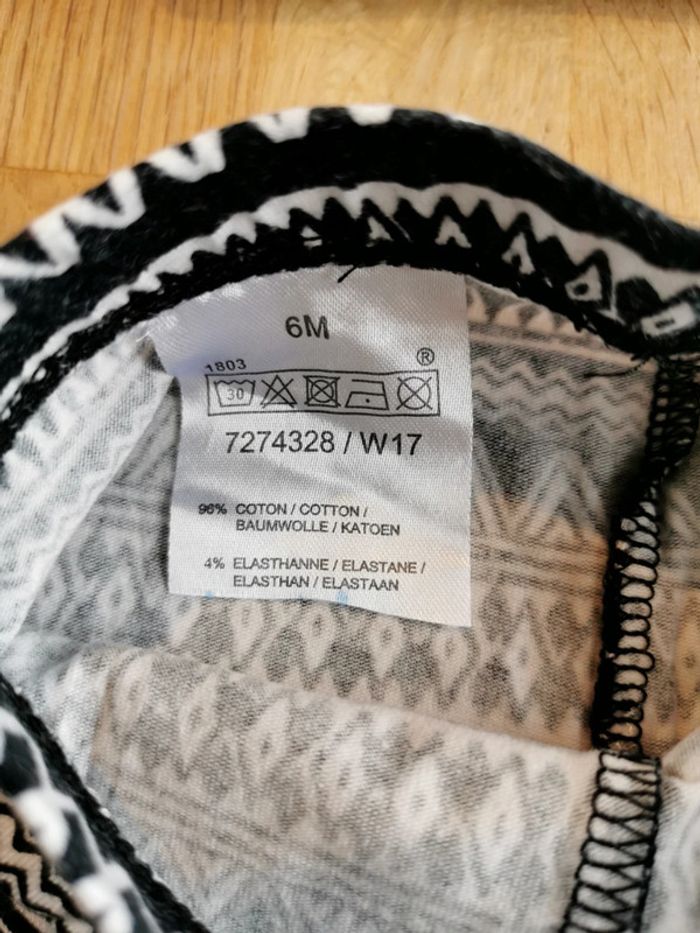 6M
1803 ®
30
7274328 / W17
96% COTON / COTTON /
BAUMWOLLE / KATOEN
4% ELASTHANNE / ELASTANE /
ELASTHAN / ELASTAAN